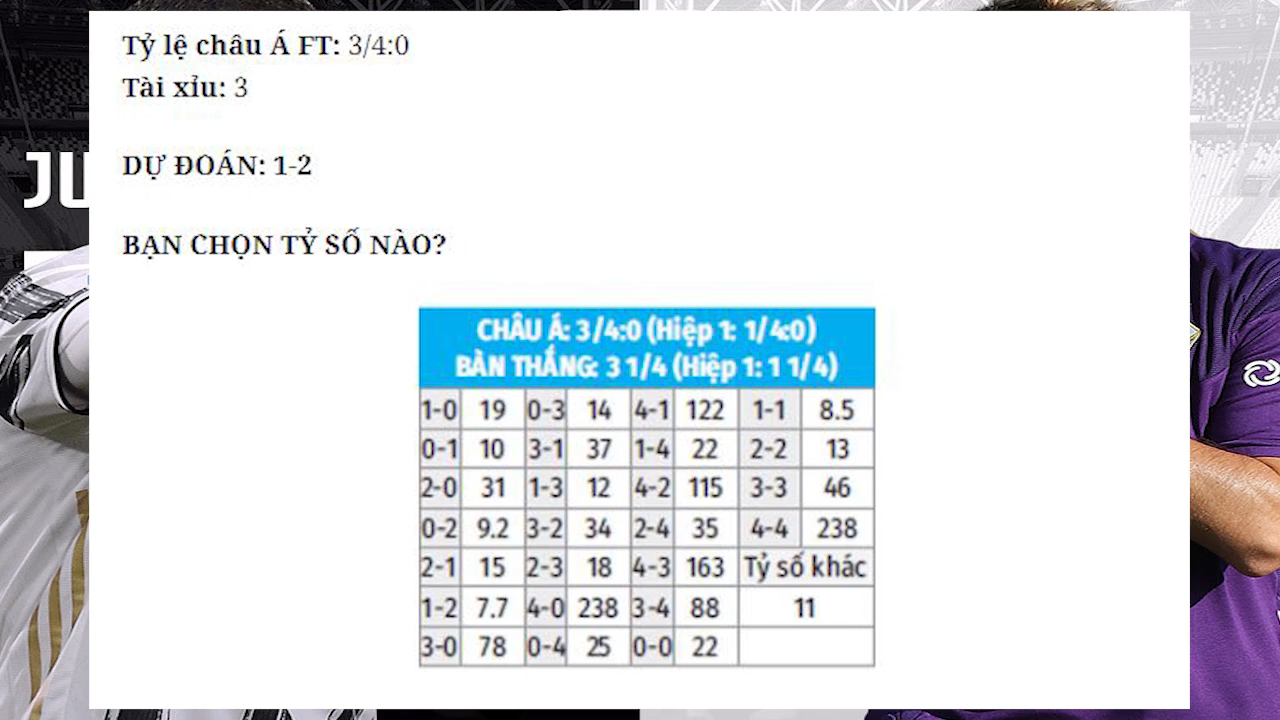 Tỷ lệ châu Á FT: 3/4:0
Tài xỉu: 3
JU
DỰ ĐOÁN: 1-2
BẠN CHỌN TỶ SỐ NÀO?
CHÂU Á: 3/4:0 (Hiệp 1: 1/4:0)
BÀN THẮNG: 3 1/4 (Hiệp 1: 1 1/4)
1-0 19 0-3 14 4-1 122 1-1 8.5
0-1 10 3-1 37 1-4 22 2-2 13
2-0 31 1-3 12 4-2 115 3-3 46
0-2 9.2 3-2 34 2-4 35 4-4 238
2-1 15 2-3 18 4-3 163 Tỷ số khác
1-2 7.7 4-0 238 3-4 88 11
3-0 78 0-4 25 0-0 22